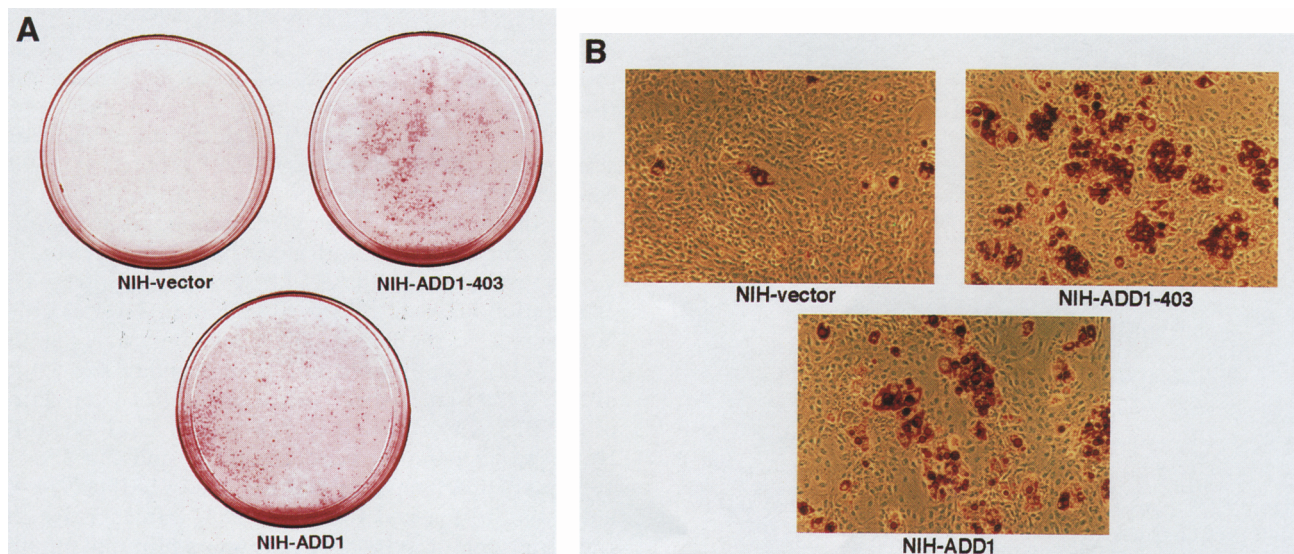 A
NIH-vector
NIH-ADD1-403
NIH-ADD1
B
NIH-vector
NIH-ADD1-403
NIH-ADD1